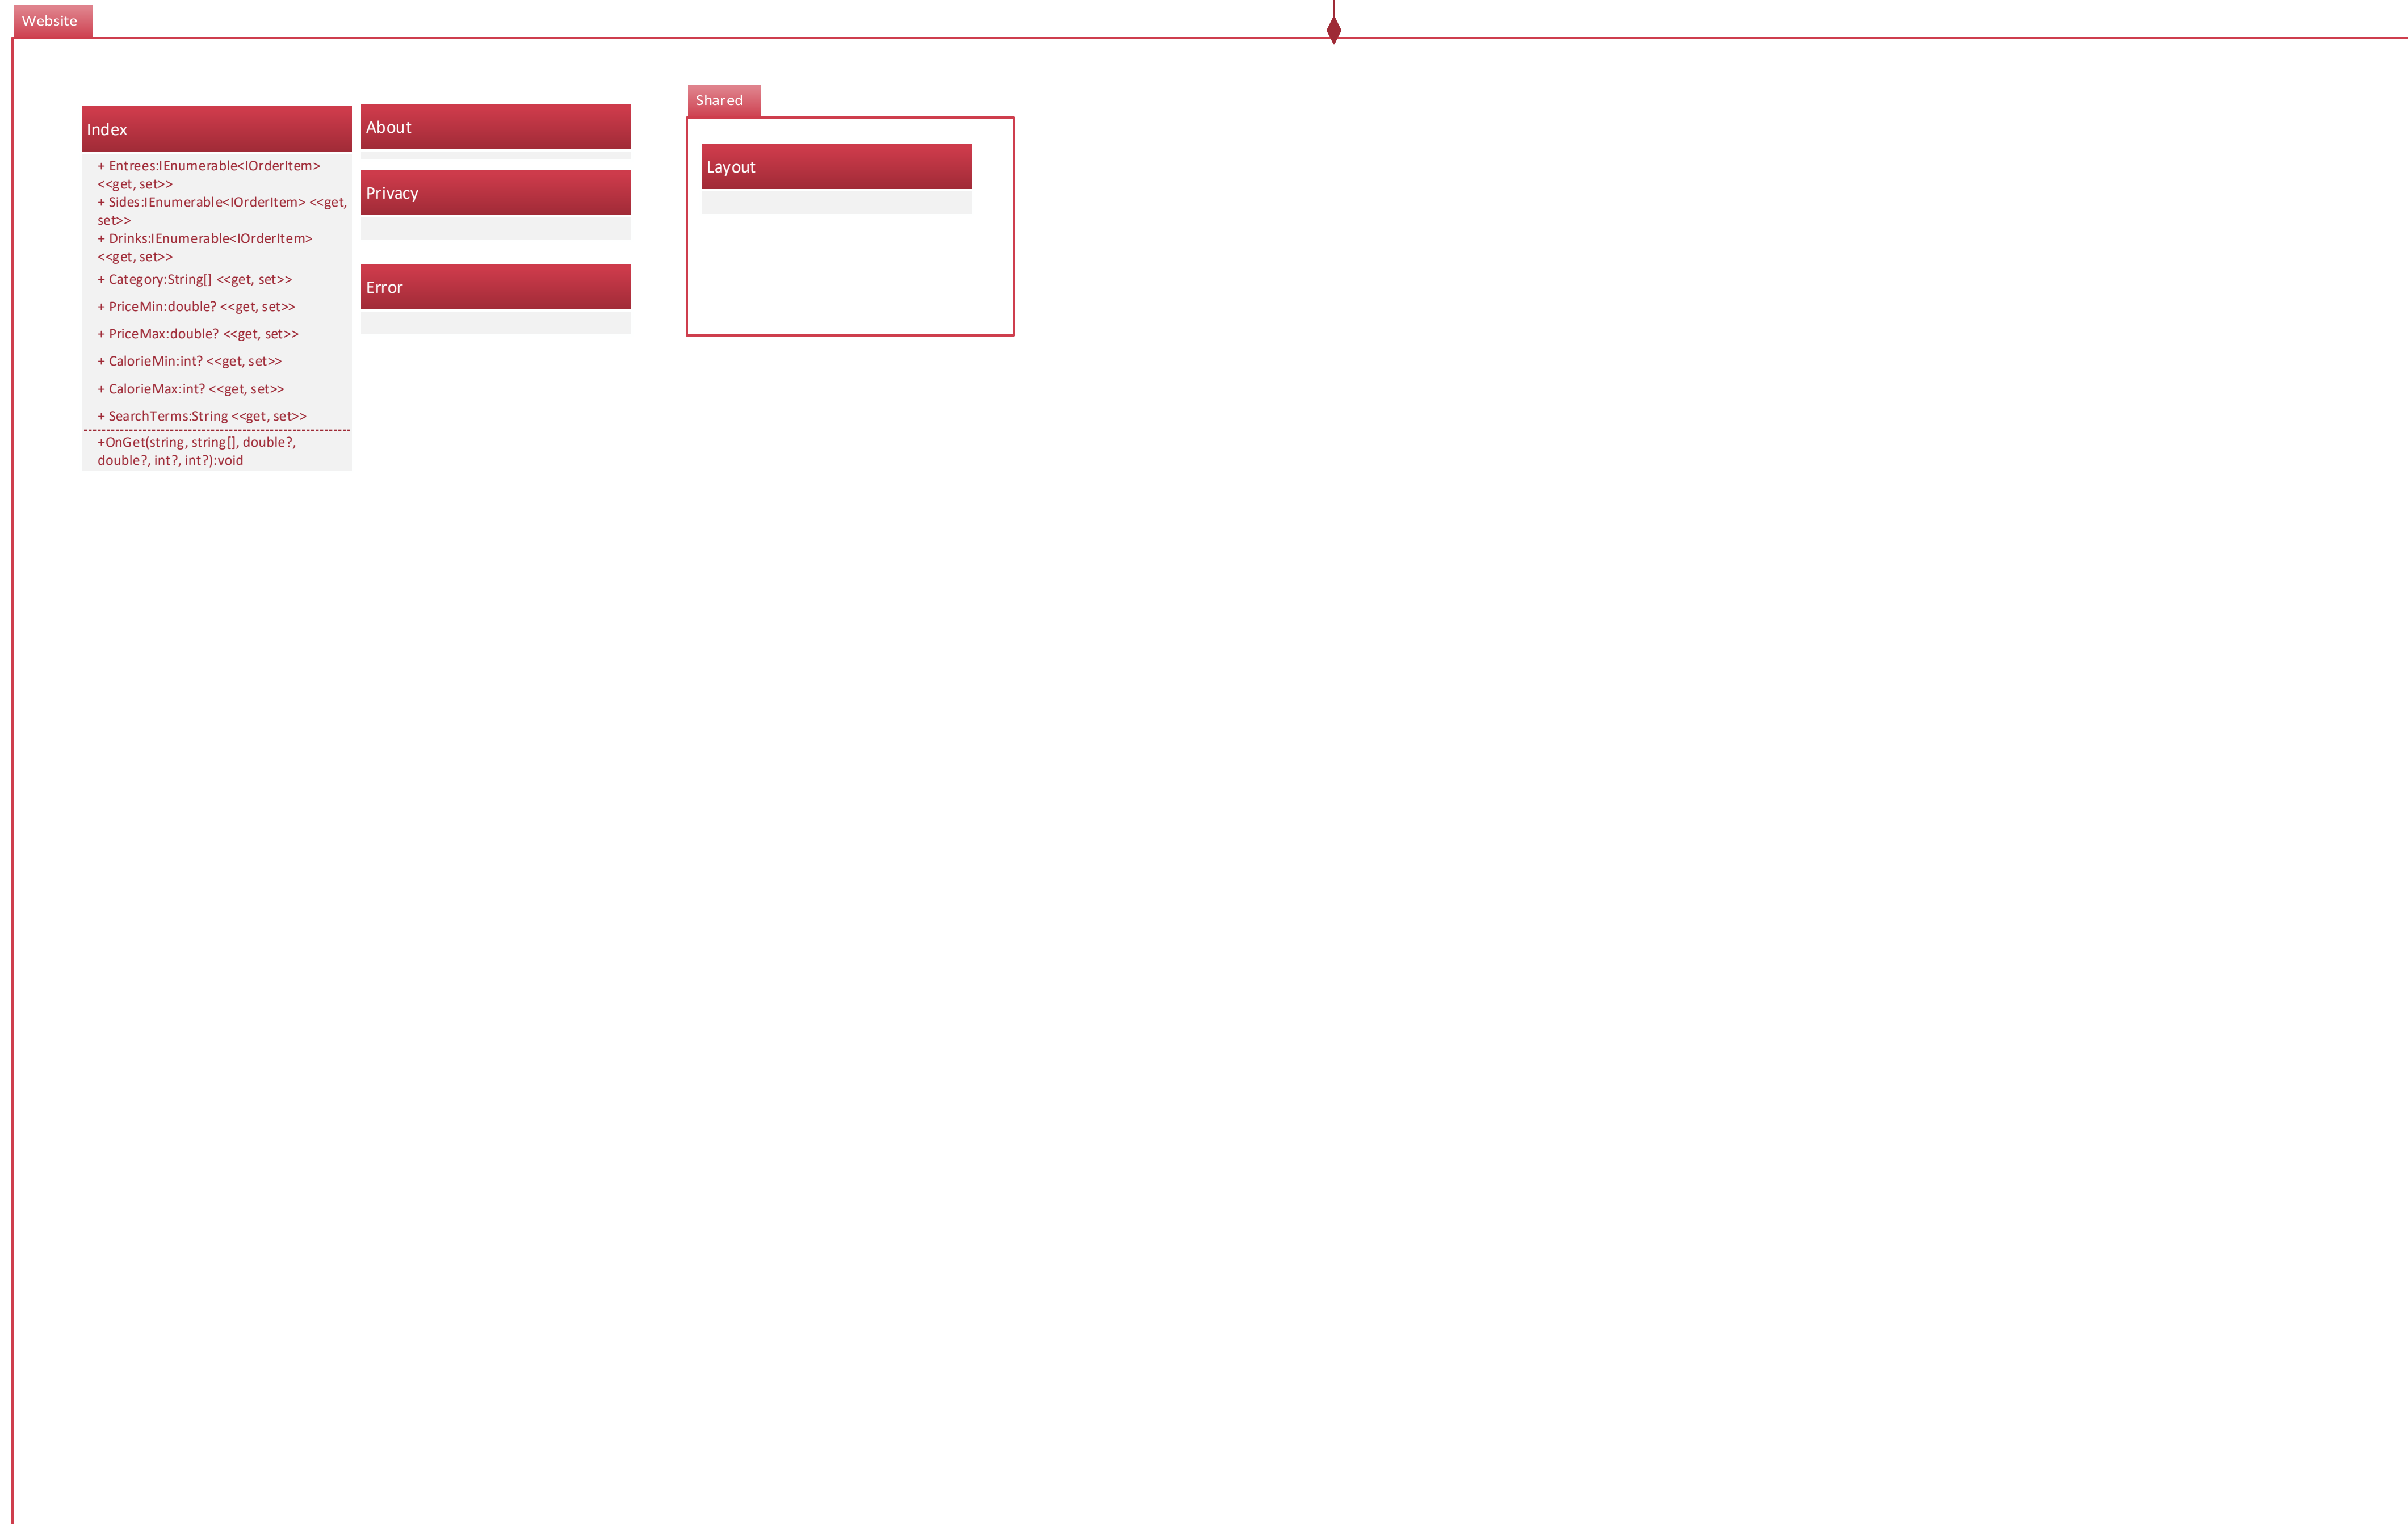 Website
Index
+ Entrees:IEnumerable<IOrderItem>
<<get, set>>
+ Sides:IEnumerable<IOrderItem> <<get,
set>>
+ Drinks:IEnumerable<IOrderItem>
<<get, set>>
+ Category:String[] <<get, set>>
+ PriceMin:double? <<get, set>>
+ PriceMax:double? <<get, set>>
+ CalorieMin:int? <<get, set>>
+ CalorieMax:int? <<get, set>>
+ SearchTerms:String <<get, set>>
+OnGet(string, string[], double?,
double?, int?, int?):void
About
Privacy
Error
Shared
Layout